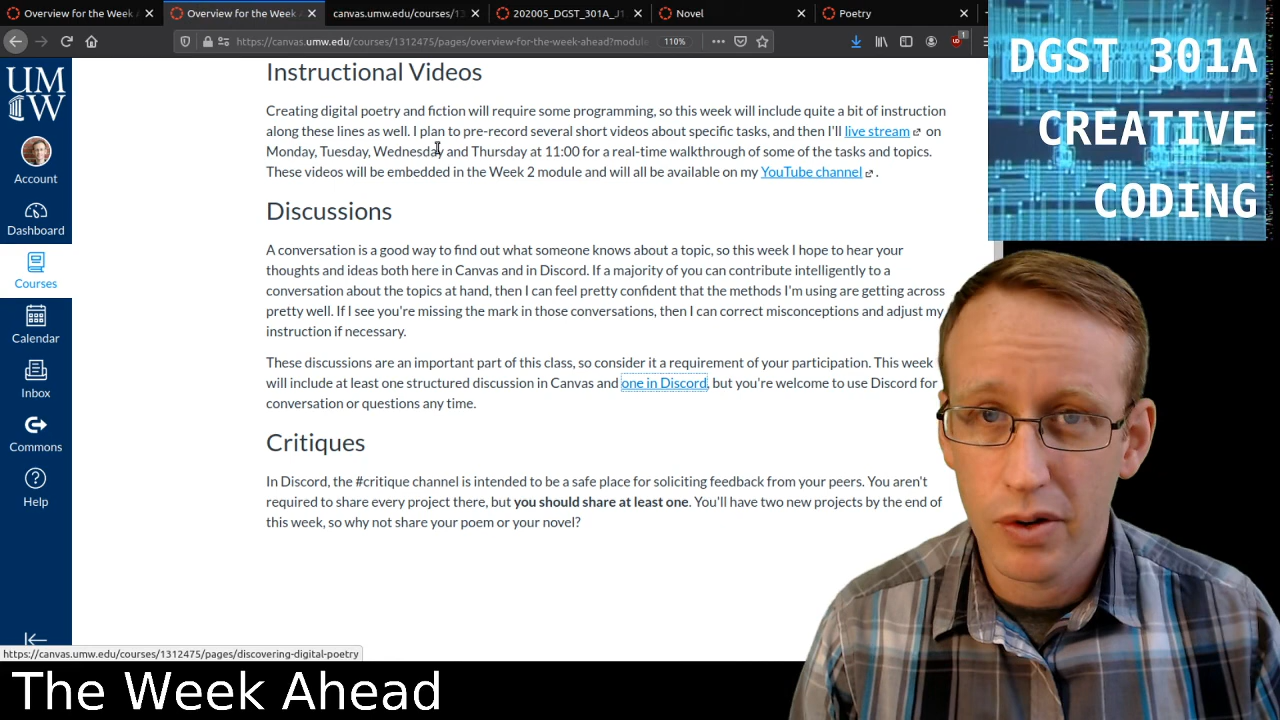 Overview for the Week
Overview for the Week
canvas.umw.edu/courses/13
202005_DGST_301A_J1
Novel
Poetry
https://canvas.umw.edu/courses/1312475/pages/overview-for-the-week-ahead?module
110%
1
UMW
Account
Dashboard
Courses
Calendar
Inbox
Commons
Help
Instructional Videos
Creating digital poetry and fiction will require some programming, so this week will include quite a bit of instruction
along these lines as well. I plan to pre-record several short videos about specific tasks, and then I'll live stream on
Monday, Tuesday, Wednesday and Thursday at 11:00 for a real-time walkthrough of some of the tasks and topics.
These videos will be embedded in the Week 2 module and will all be available on my YouTube channel .
Discussions
A conversation is a good way to find out what someone knows about a topic, so this week I hope to hear your
thoughts and ideas both here in Canvas and in Discord. If a majority of you can contribute intelligently to a
conversation about the topics at hand, then I can feel pretty confident that the methods I'm using are getting across
pretty well. If I see you're missing the mark in those conversations, then I can correct misconceptions and adjust my
instruction if necessary.
These discussions are an important part of this class, so consider it a requirement of your participation. This week
will include at least one structured discussion in Canvas and one in Discord, but you're welcome to use Discord for
conversation or questions any time.
Critiques
In Discord, the #critique channel is intended to be a safe place for soliciting feedback from your peers. You aren't
required to share every project there, but you should share at least one. You'll have two new projects by the end of
this week, so why not share your poem or your novel?
https://canvas.umw.edu/courses/1312475/pages/discovering-digital-poetry
DGST 301A
CREATIVE
CODING
The Week Ahead